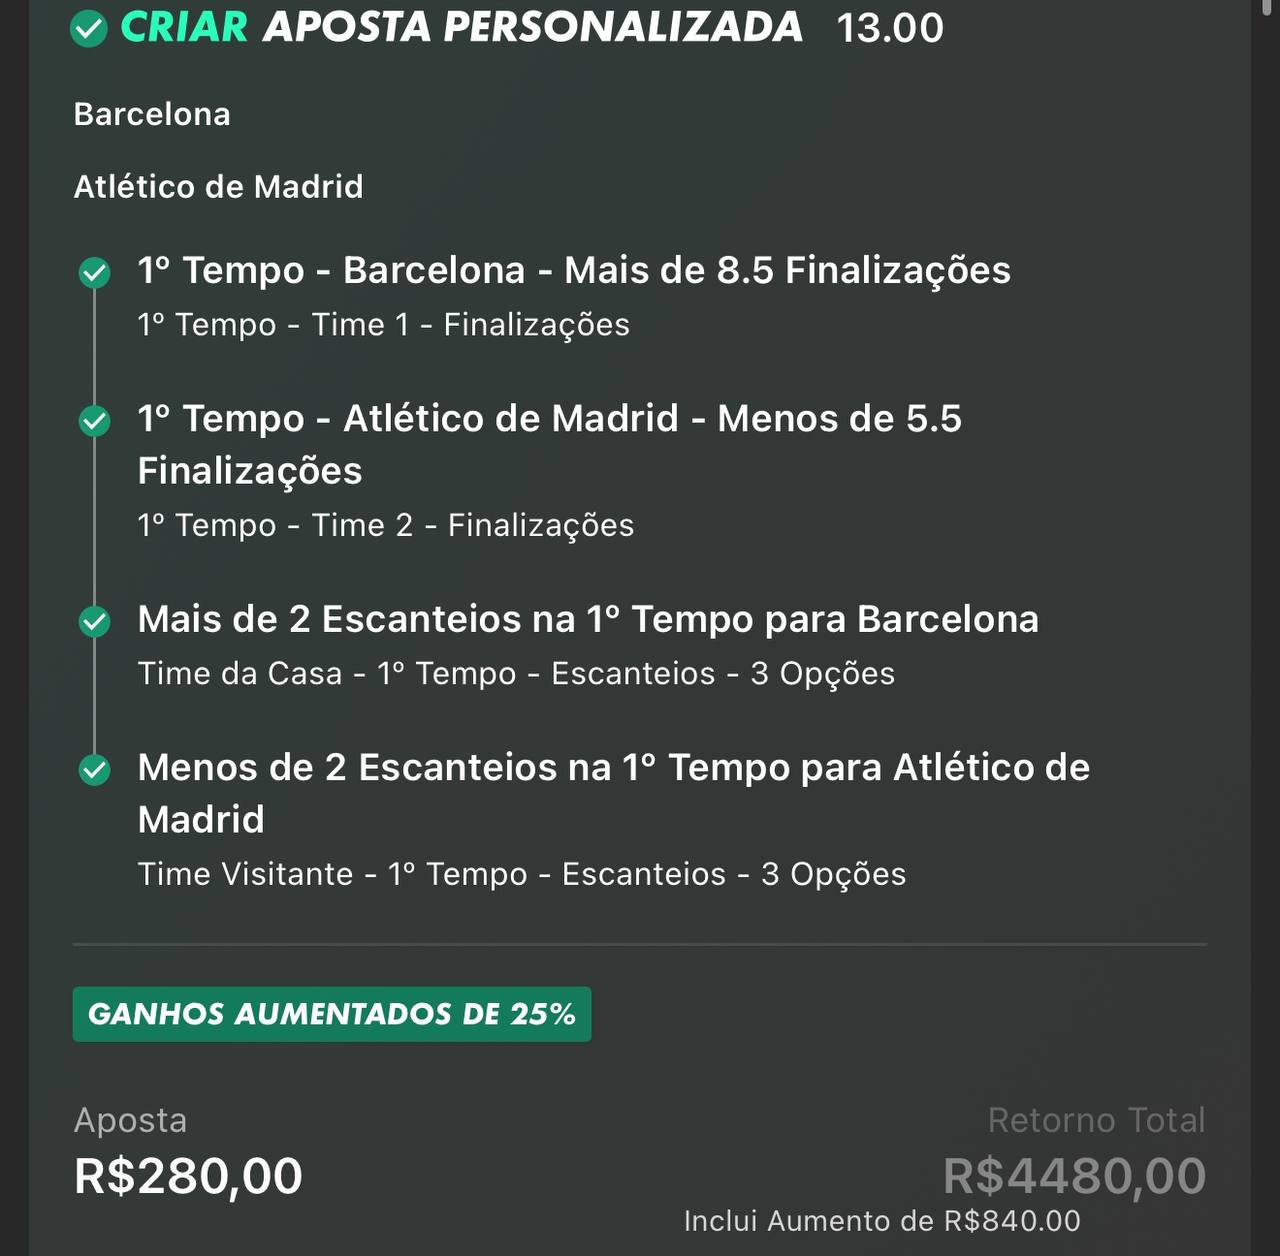 CRIAR APOSTA PERSONALIZADA 13.00
Barcelona
Atlético de Madrid
1º Tempo - Barcelona - Mais de 8.5 Finalizações
1º Tempo - Time 1 - Finalizações
1º Tempo - Atlético de Madrid - Menos de 5.5
Finalizações
1º Tempo - Time 2 - Finalizações
Mais de 2 Escanteios na 1º Tempo para Barcelona
Time da Casa - 1º Tempo - Escanteios - 3 Opções
Menos de 2 Escanteios na 1º Tempo para Atlético de
Madrid
Time Visitante - 1º Tempo - Escanteios - 3 Opções
GANHOS AUMENTADOS DE 25%
Aposta
Retorno Total
R$280,00
R$4480,00
Inclui Aumento de R$840.00